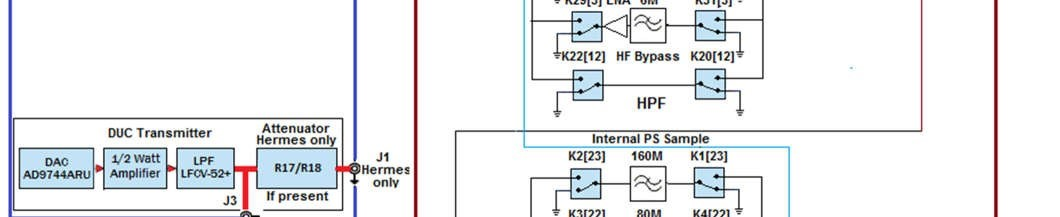 K29[3] LNA 6M K31[3] -
K22[12] HF Bypass K20[12]
HPF
DUC Transmitter
Attenuator
Hermes only
DAC
AD9744ARU
1/2 Watt
Amplifier
LPF
LFCV-52+
R17/R18
If present
J3
J1
Hermes
only
Internal PS Sample
K2[23] 160M K1[23]
K3[22] 80M K4[22]